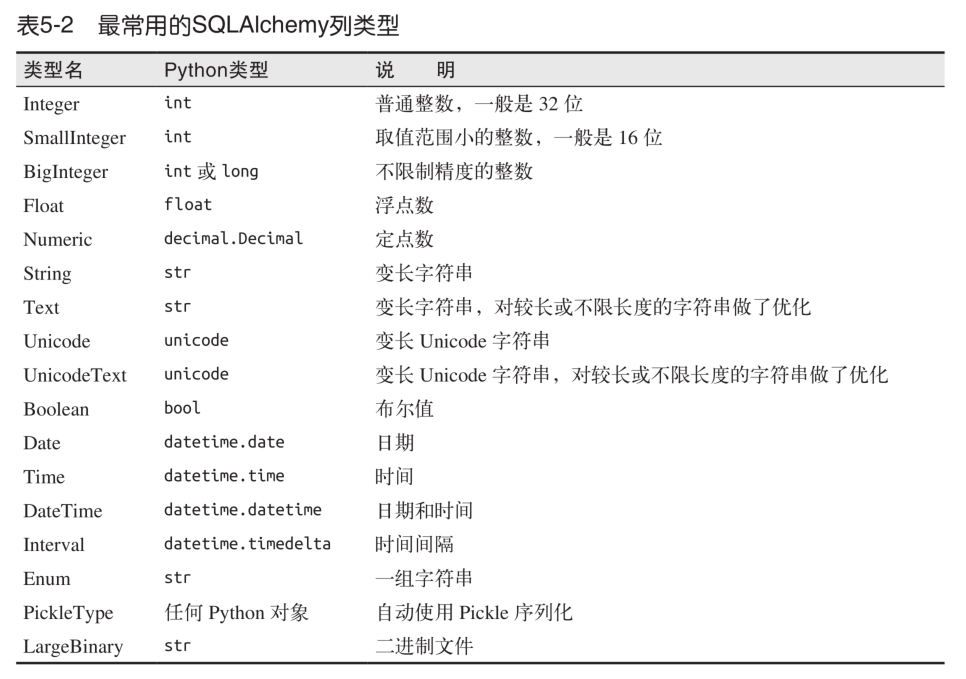 表5-2 最常用的SQLAlchemy列类型
类型名 Python类型 说 明
Integer int 普通整数，一般是 32 位
SmallInteger int 取值范围小的整数，一般是 16 位
BigInteger int 或 long 不限制精度的整数
Float float 浮点数
Numeric decimal.Decimal 定点数
String str 变长字符串
Text str 变长字符串，对较长或不限长度的字符串做了优化
Unicode unicode 变长 Unicode 字符串
UnicodeText unicode 变长 Unicode 字符串，对较长或不限长度的字符串做了优化
Boolean bool 布尔值
Date datetime.date 日期
Time datetime.time 时间
DateTime datetime.datetime 日期和时间
Interval datetime.timedelta 时间间隔
Enum str 一组字符串
PickleType 任何 Python 对象 自动使用 Pickle 序列化
LargeBinary str 二进制文件